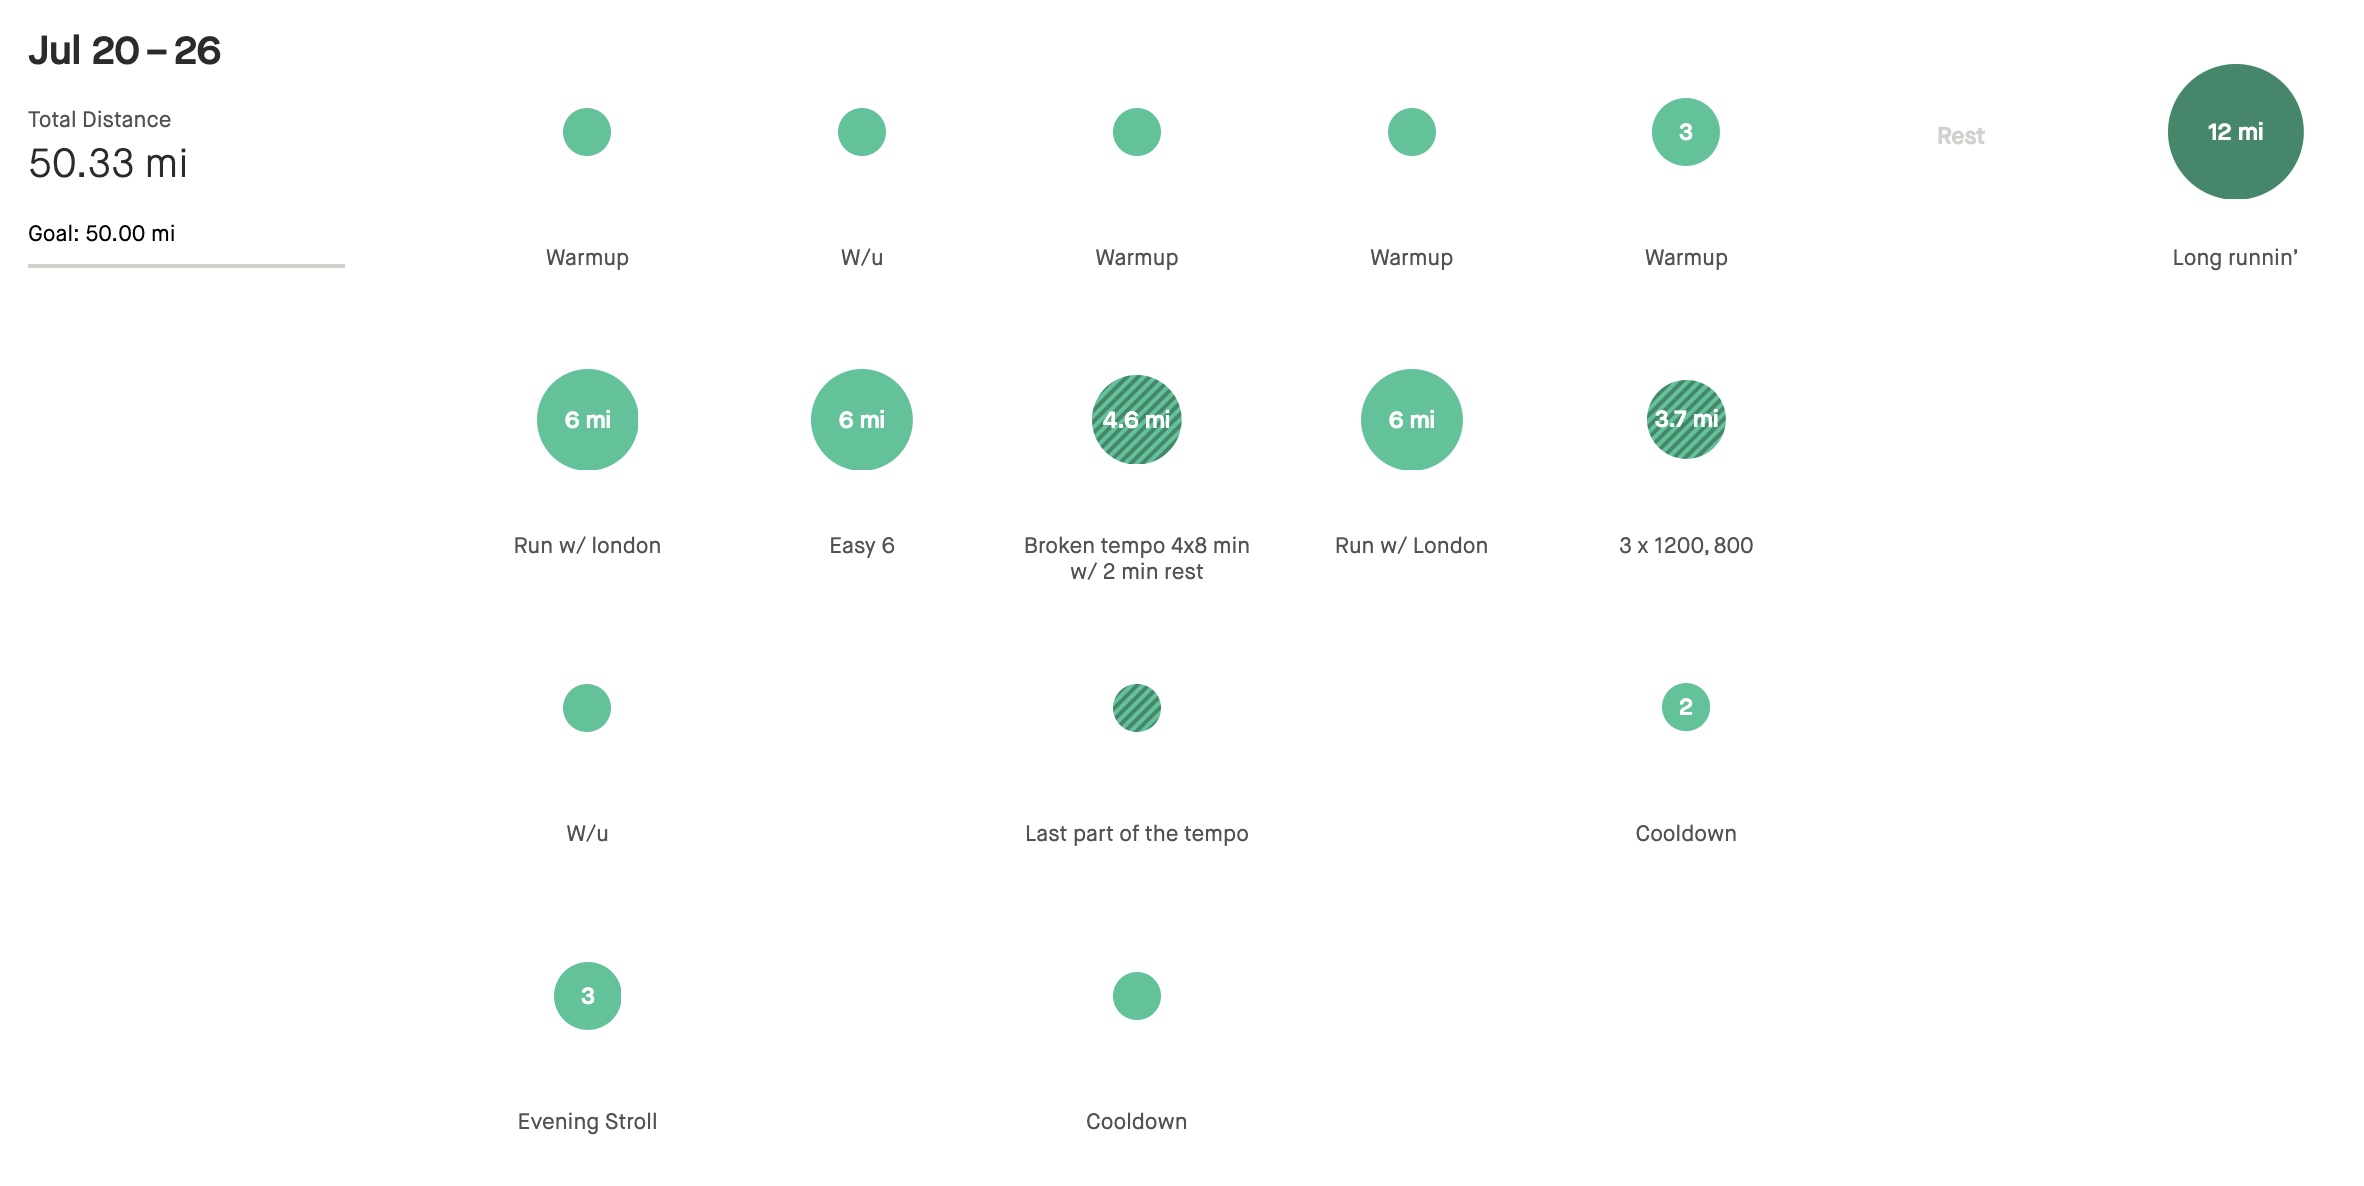 Jul 20 – 26
Total Distance
50.33 mi
Goal: 50.00 mi
3
Rest
12 mi
Warmup
W/u
Warmup
Warmup
Warmup
Long runnin’
6 mi
6 mi
4.6 mi
6 mi
3.7 mi
Run w/ london
Easy 6
Broken tempo 4x8 min
w/ 2 min rest
Run w/ London
3 x 1200, 800
2
W/u
Last part of the tempo
Cooldown
3
Evening Stroll
Cooldown